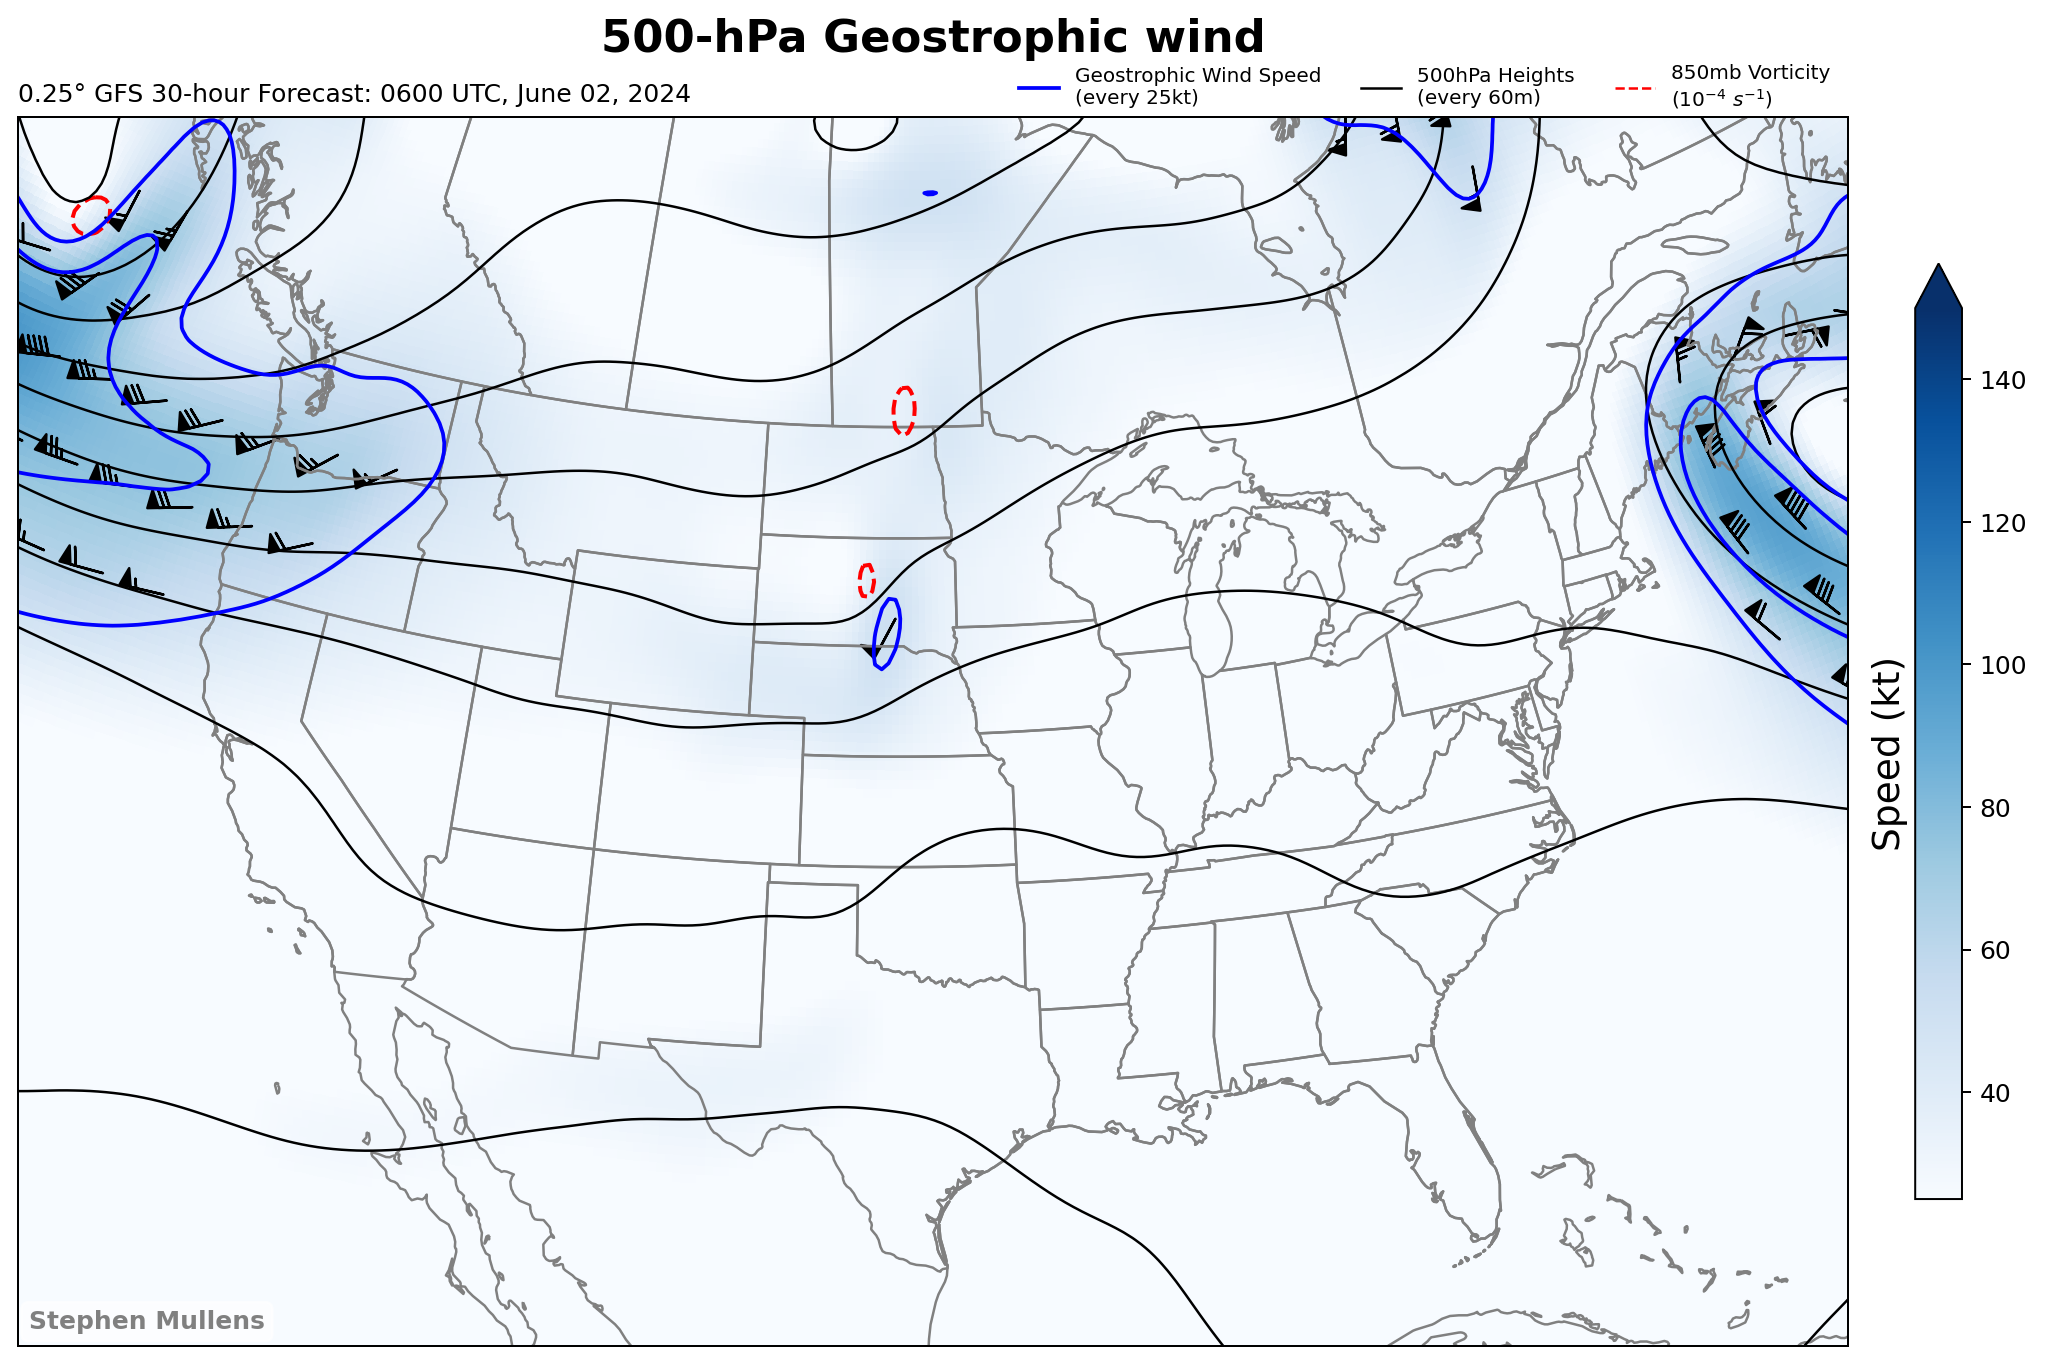 500-hPa Geostrophic wind
0.25° GFS 30-hour Forecast: 0600 UTC, June 02, 2024
Geostrophic Wind Speed
(every 25kt)
500hPa Heights
(every 60m)
850mb Vorticity
(10⁻⁴ s⁻¹)
140
120
100
80
60
40
Speed (kt)
Stephen Mullens